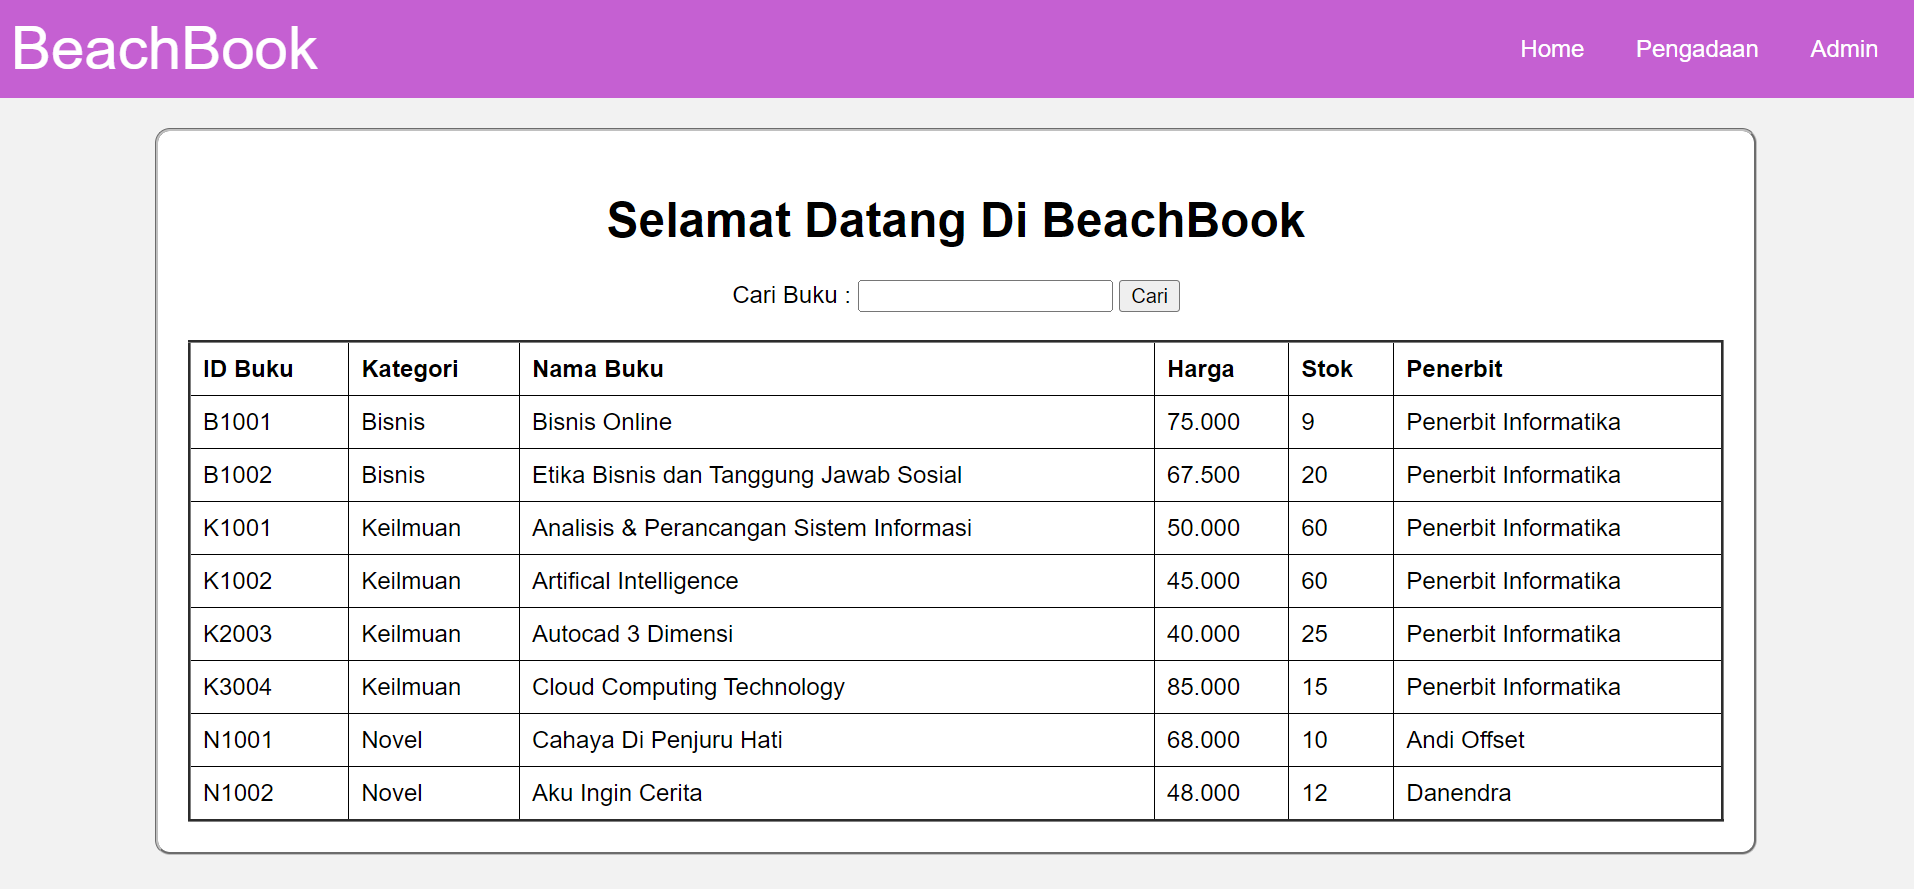 BeachBook Home Pengadaan Admin
Selamat Datang Di BeachBook
Cari Buku : Cari
ID Buku Kategori Nama Buku Harga Stok Penerbit
B1001 Bisnis Bisnis Online 75.000 9 Penerbit Informatika
B1002 Bisnis Etika Bisnis dan Tanggung Jawab Sosial 67.500 20 Penerbit Informatika
K1001 Keilmuan Analisis & Perancangan Sistem Informasi 50.000 60 Penerbit Informatika
K1002 Keilmuan Artifical Intelligence 45.000 60 Penerbit Informatika
K2003 Keilmuan Autocad 3 Dimensi 40.000 25 Penerbit Informatika
K3004 Keilmuan Cloud Computing Technology 85.000 15 Penerbit Informatika
N1001 Novel Cahaya Di Penjuru Hati 68.000 10 Andi Offset
N1002 Novel Aku Ingin Cerita 48.000 12 Danendra